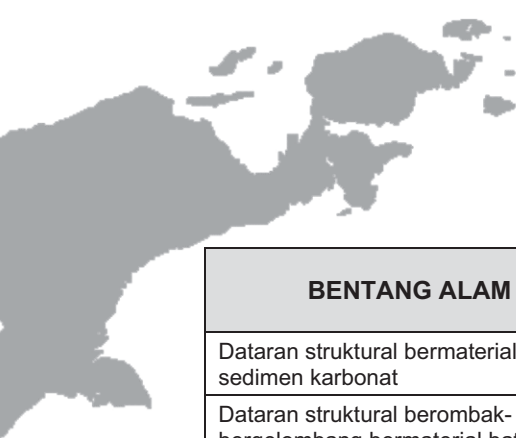 BENTANG ALAM
Dataran struktural bermaterial
sedimen karbonat
Dataran struktural berombak-